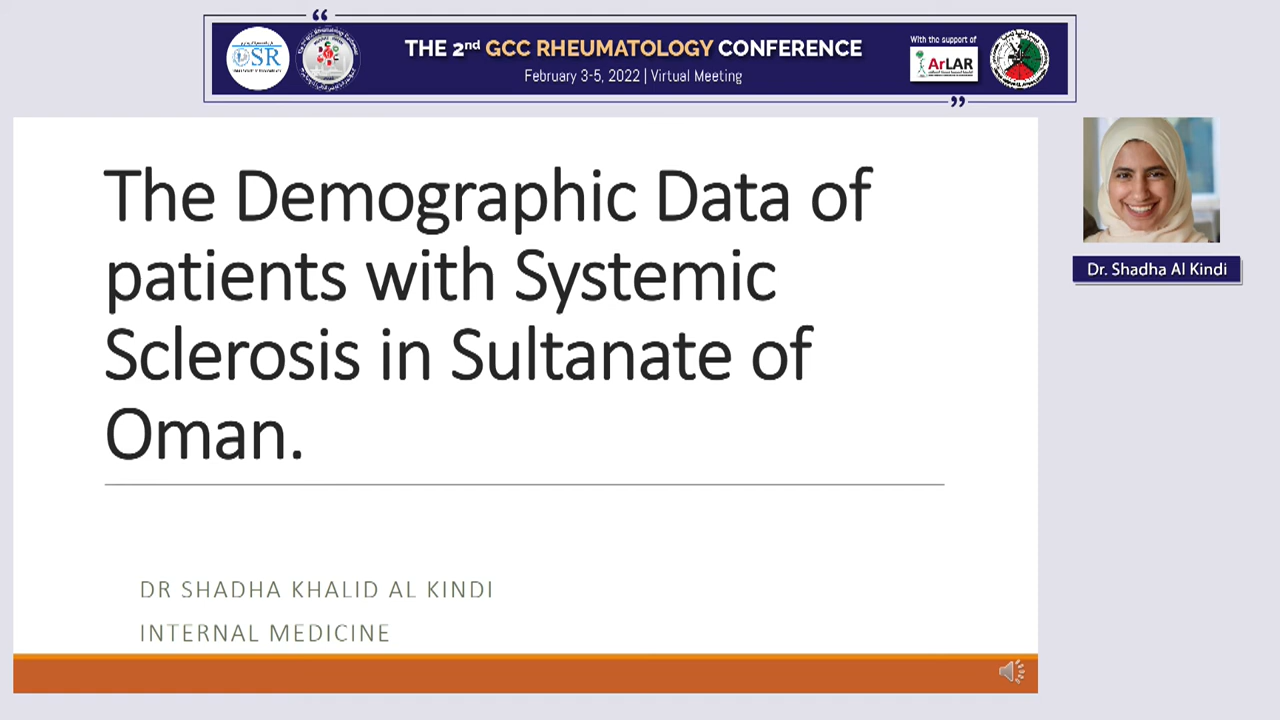 “
THE 2nd GCC RHEUMATOLOGY CONFERENCE
February 3-5, 2022 | Virtual Meeting
With the support of
OSR
ArLAR
”
The Demographic Data of
patients with Systemic
Sclerosis in Sultanate of
Oman.
Dr. Shadha Al Kindi
DR SHADHA KHALID AL KINDI
INTERNAL MEDICINE